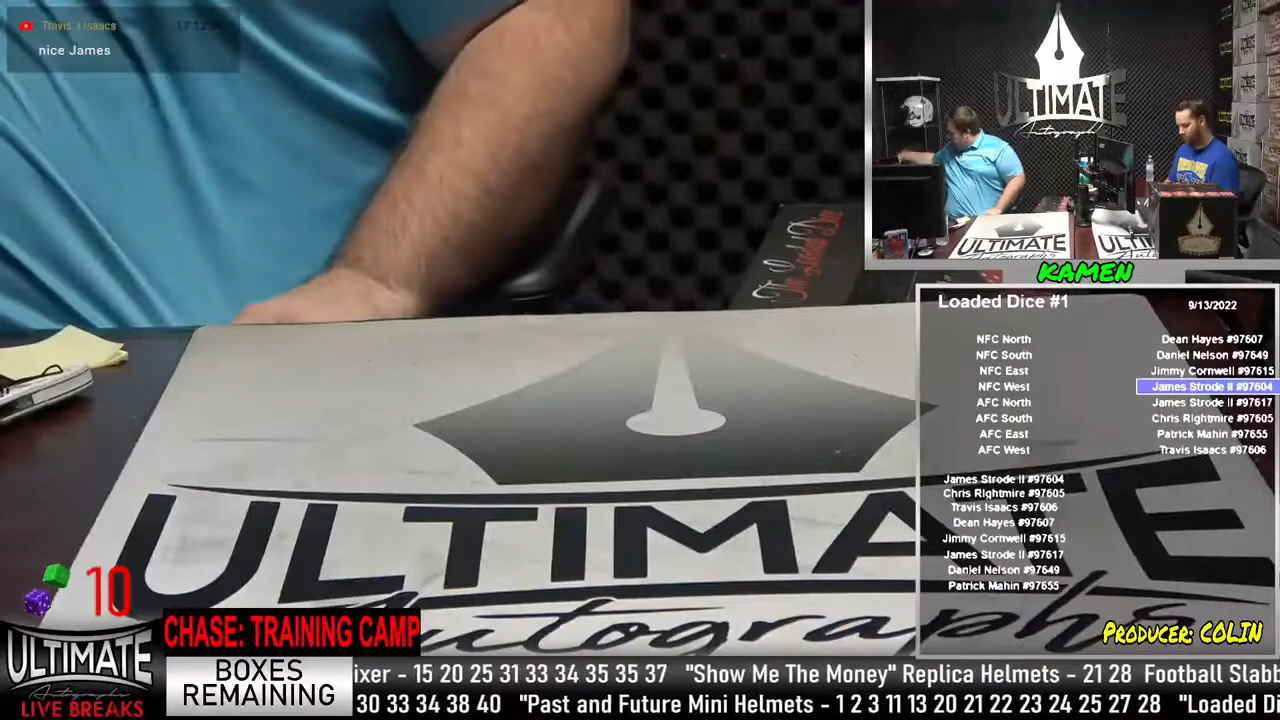 Travis Isaacs
nice James
ULTIMATE
Autographs
ULTIMATE
Autographs
KAMEN
Loaded Dice #1 9/13/2022
NFC North Dean Hayes #97607
NFC South Daniel Nelson #97649
NFC East Jimmy Cornwell #97615
NFC West James Strode II #97604
AFC North James Strode II #97617
AFC South Chris Rightmire #97605
AFC East Patrick Mahin #97655
AFC West Travis Isaacs #97606
James Strode II #97604
Chris Rightmire #97605
Travis Isaacs #97606
Dean Hayes #97607
Jimmy Cornwell #97615
James Strode II #97617
Daniel Nelson #97649
Patrick Mahin #97655
ULTIMATE
Autographs
PRODUCER: COLIN
10
CHASE: TRAINING CAMP
ULTIMATE
Autographs
LIVE BREAKS
BOXES
REMAINING
ixer - 15 20 25 31 33 34 35 35 37 "Show Me The Money" Replica Helmets - 21 28 Football Slabb
30 33 34 38 40 "Past and Future Mini Helmets - 1 2 3 11 13 20 21 22 23 24 25 27 28 "Loaded Di